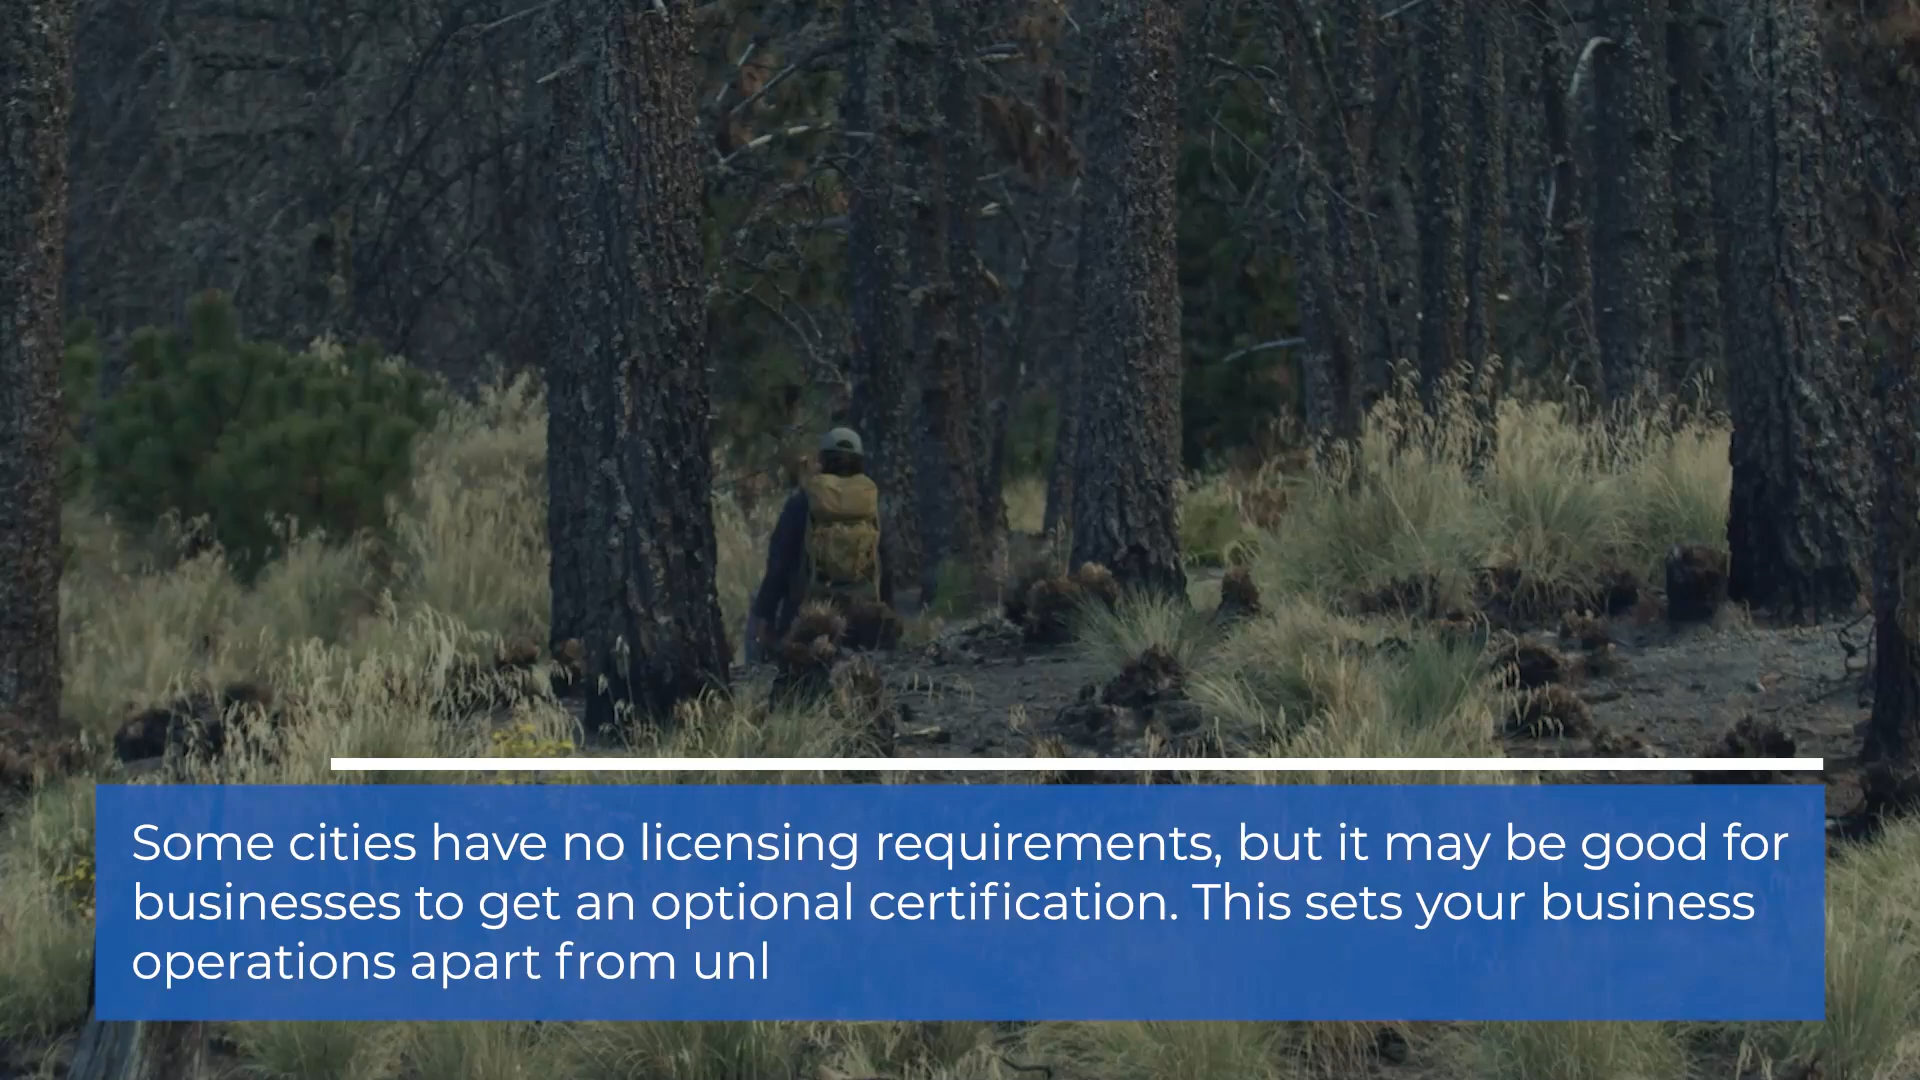 Some cities have no licensing requirements, but it may be good for
businesses to get an optional certification. This sets your business
operations apart from unl